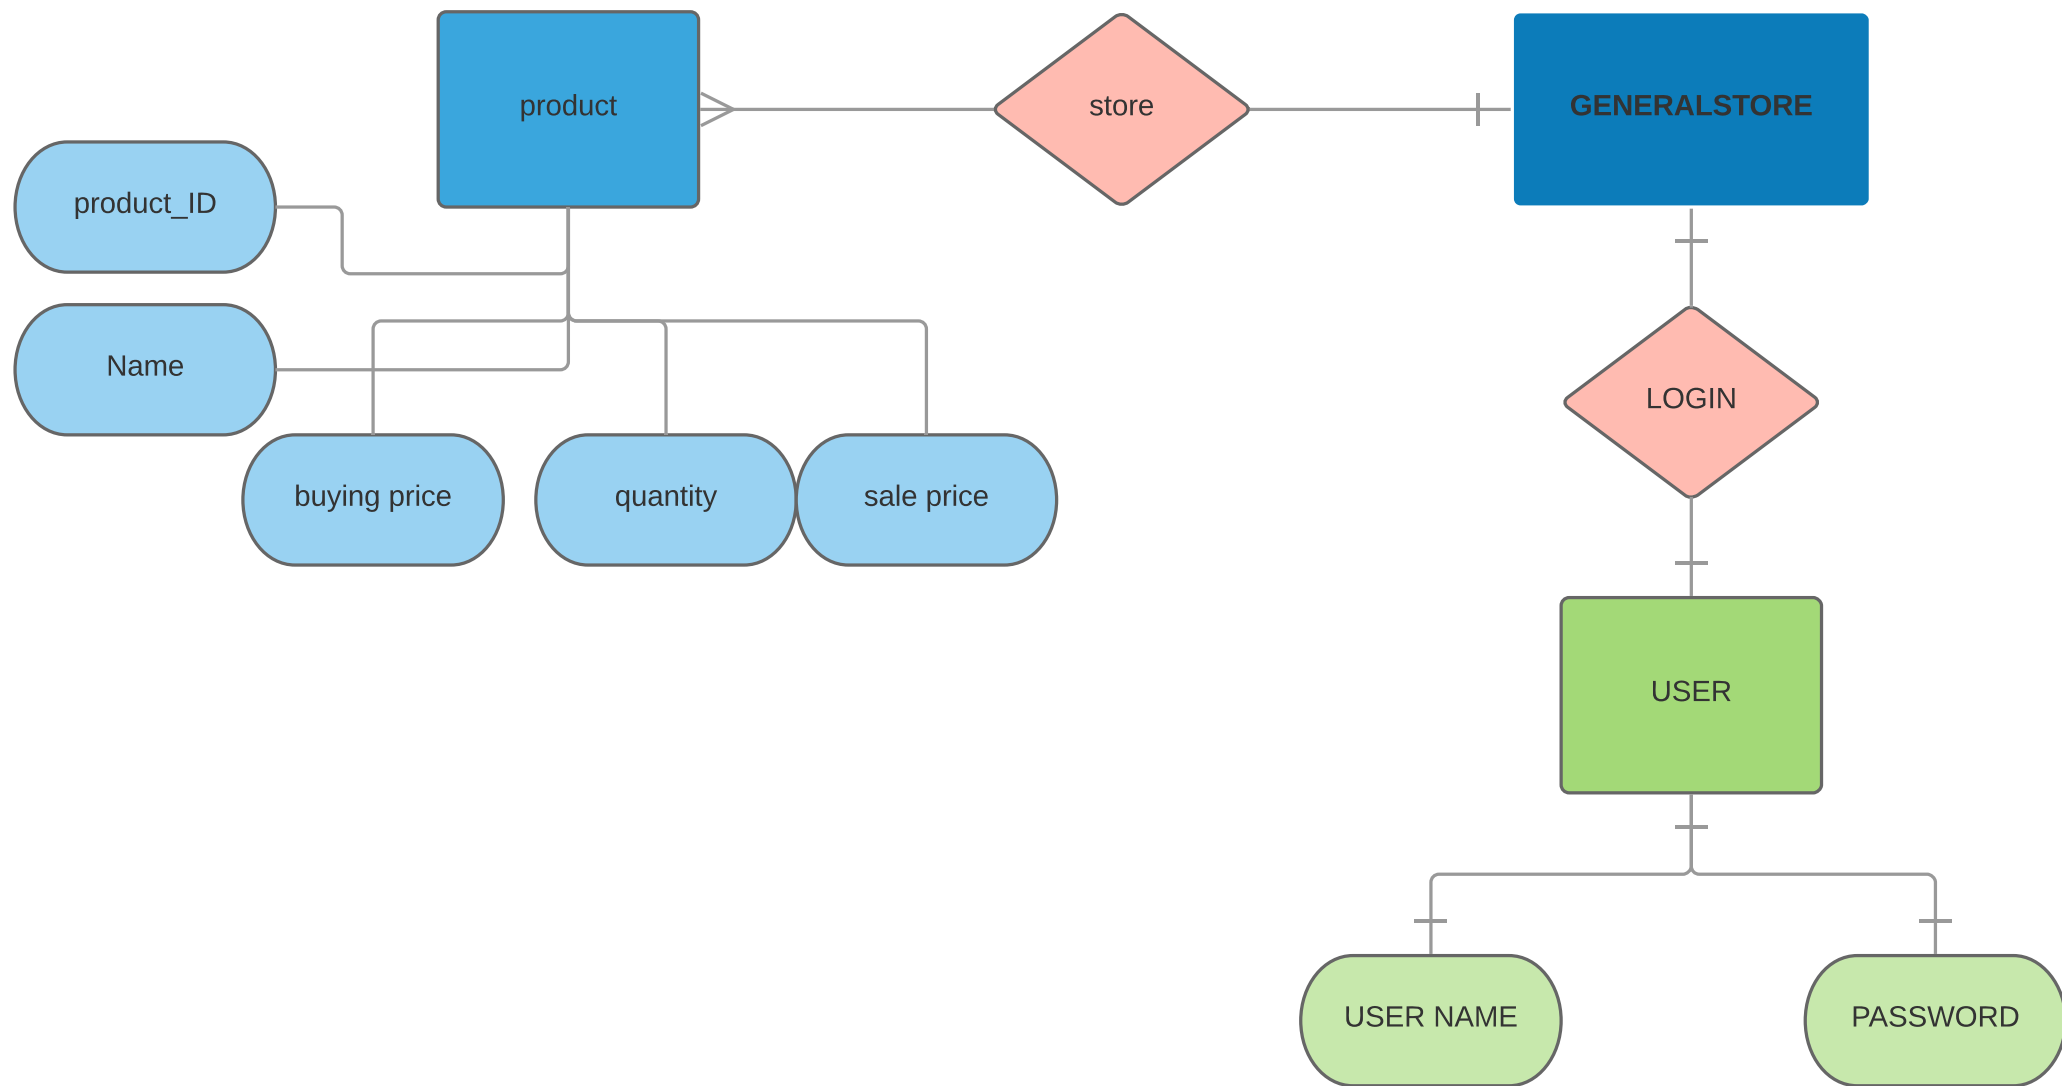 product
store
GENERALSTORE
product_ID
Name
LOGIN
buying price
quantity
sale price
USER
USER NAME
PASSWORD